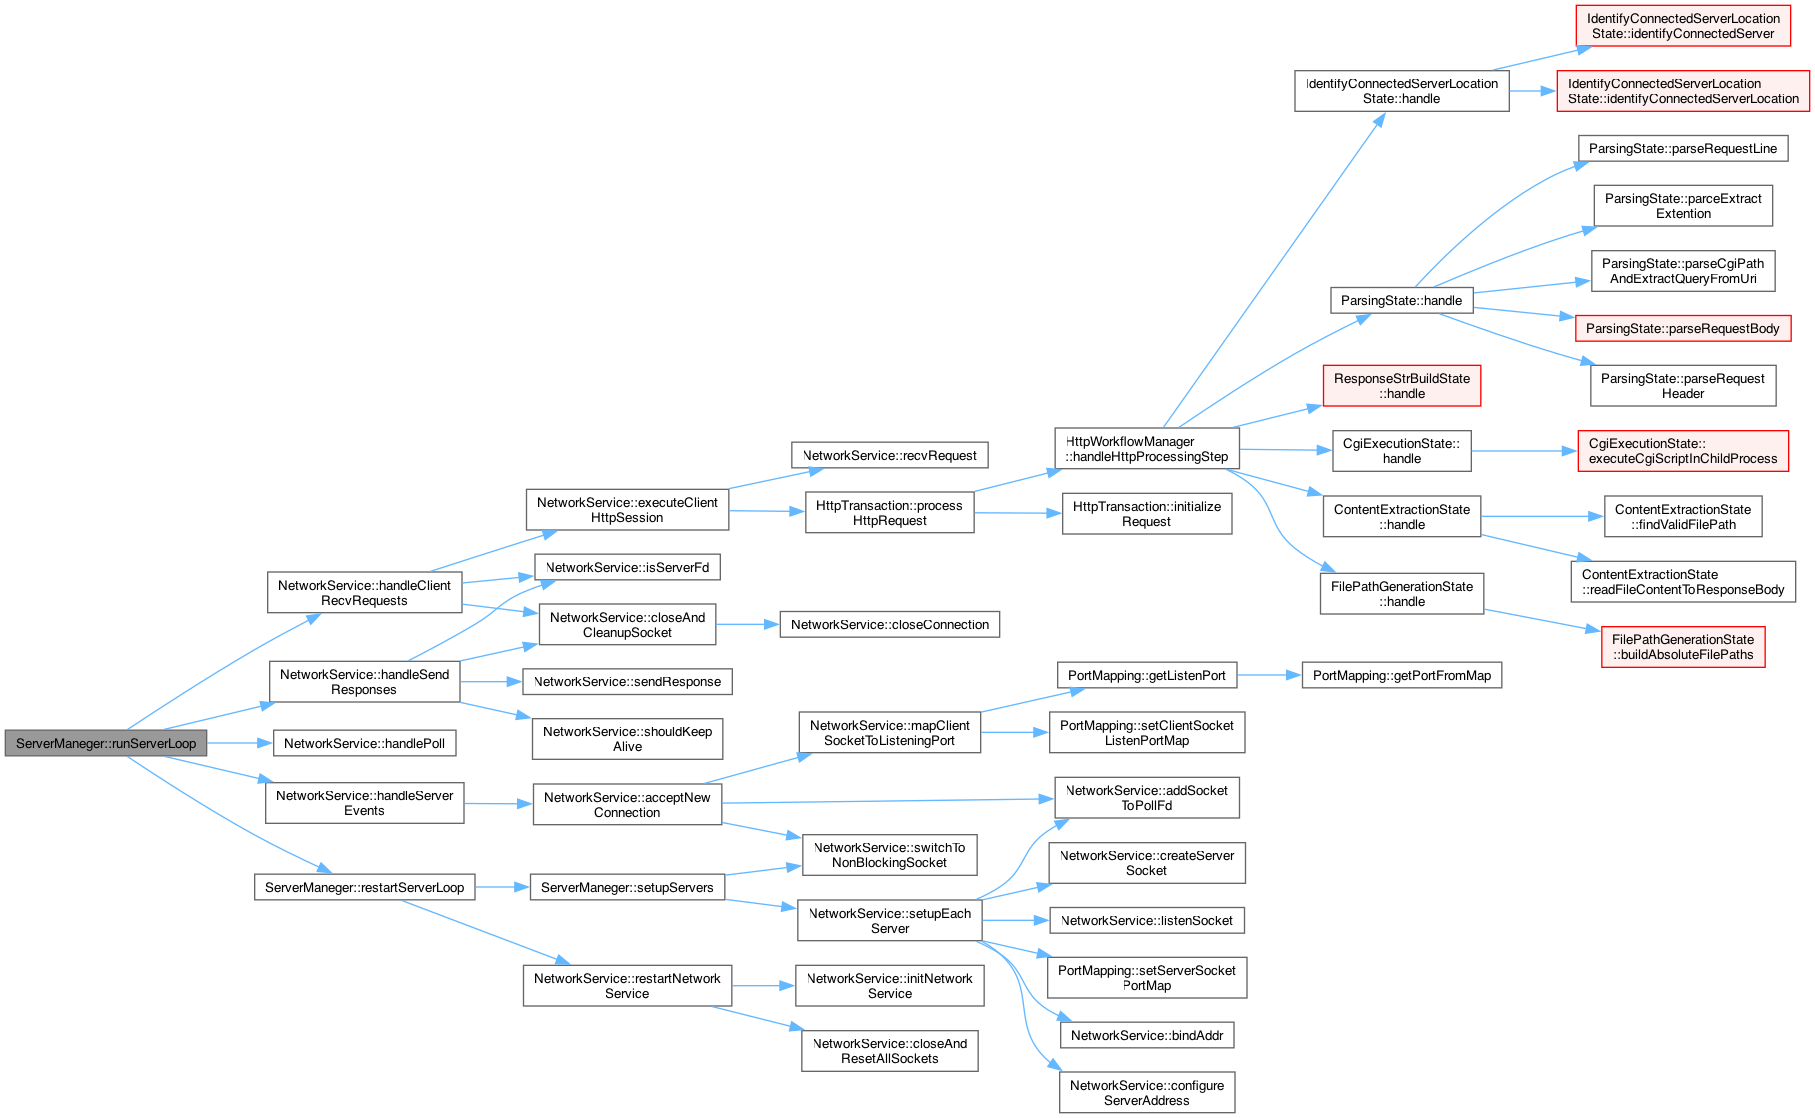 IdentifyConnectedServerLocation
State::identifyConnectedServer
IdentifyConnectedServerLocation
State::handle
IdentifyConnectedServerLocation
State::identifyConnectedServerLocation
ParsingState::parseRequestLine
ParsingState::parceExtract
Extention
ParsingState::parseCgiPath
AndExtractQueryFromUri
ParsingState::handle
ParsingState::parseRequestBody
ParsingState::parseRequest
Header
ResponseStrBuildState
::handle
HttpWorkflowManager
::handleHttpProcessingStep
CgiExecutionState::
handle
CgiExecutionState::
executeCgiScriptInChildProcess
NetworkService::recvRequest
NetworkService::executeClient
HttpSession
HttpTransaction::process
HttpRequest
HttpTransaction::initialize
Request
ContentExtractionState
::handle
ContentExtractionState
::findValidFilePath
ContentExtractionState
::readFileContentToResponseBody
NetworkService::handleClient
RecvRequests
NetworkService::isServerFd
NetworkService::closeAnd
CleanupSocket
NetworkService::closeConnection
FilePathGenerationState
::handle
FilePathGenerationState
::buildAbsoluteFilePaths
NetworkService::handleSend
Responses
NetworkService::sendResponse
NetworkService::shouldKeep
Alive
PortMapping::getListenPort
PortMapping::getPortFromMap
NetworkService::mapClient
SocketToListeningPort
PortMapping::setClientSocket
ListenPortMap
ServerManeger::runServerLoop
NetworkService::handlePoll
NetworkService::handleServer
Events
NetworkService::acceptNew
Connection
NetworkService::addSocket
ToPollFd
NetworkService::switchTo
NonBlockingSocket
NetworkService::createServer
Socket
ServerManeger::restartServerLoop
ServerManeger::setupServers
NetworkService::setupEach
Server
NetworkService::listenSocket
PortMapping::setServerSocket
PortMap
NetworkService::restartNetwork
Service
NetworkService::initNetwork
Service
NetworkService::closeAnd
ResetAllSockets
NetworkService::bindAddr
NetworkService::configure
ServerAddress